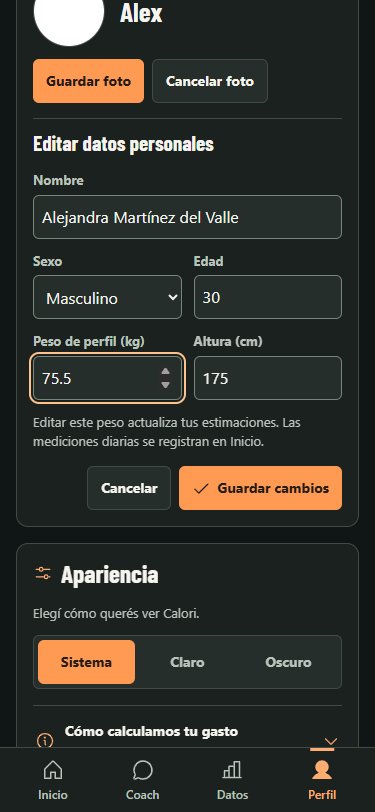 Alex
Guardar foto
Cancelar foto
Editar datos personales
Nombre
Alejandra Martínez del Valle
Sexo
Edad
Masculino
30
Peso de perfil (kg)
Altura (cm)
75.5
175
Editar este peso actualiza tus estimaciones. Las
mediciones diarias se registran en Inicio.
Cancelar
Guardar cambios
Apariencia
Elegí cómo querés ver Calori.
Sistema
Claro
Oscuro
Cómo calculamos tu gasto
Inicio
Coach
Datos
Perfil